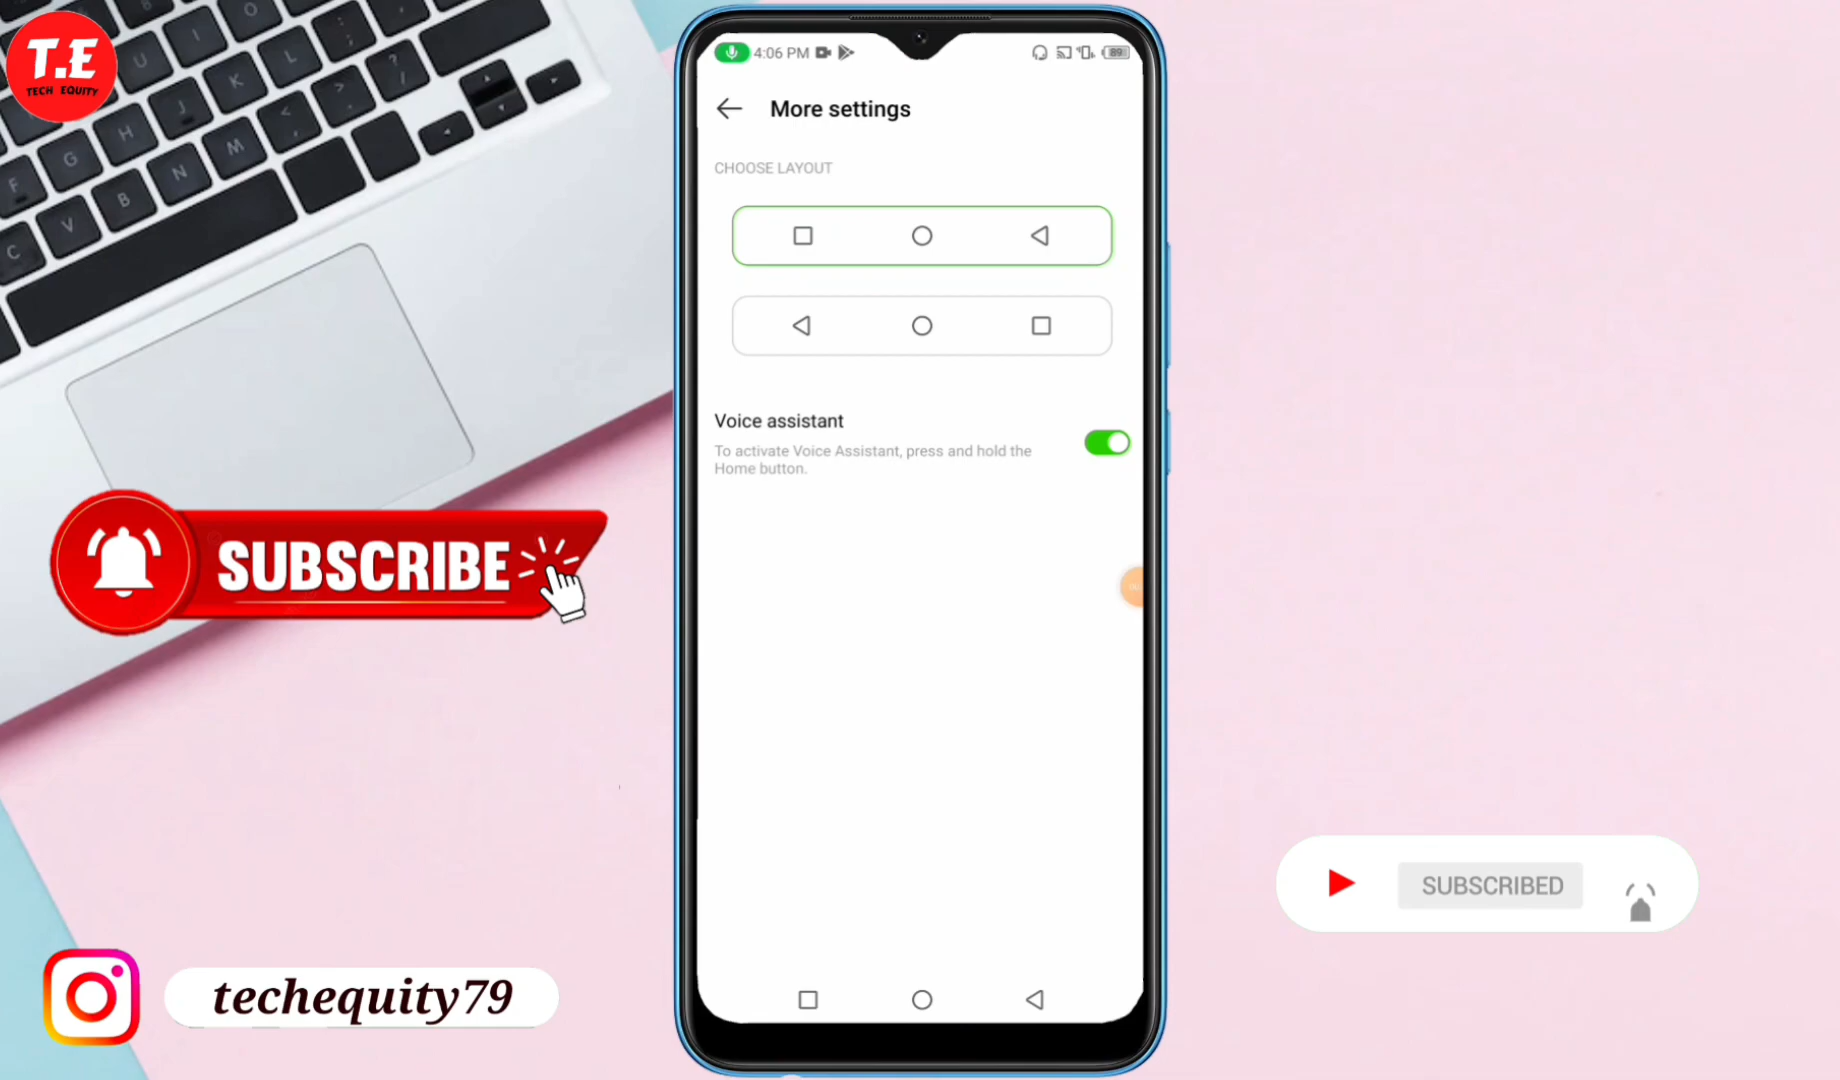 T.E
TECH EQUITY
U
I
O
G
H
J
K
L
F
C
V
B
N
M
4:06 PM
89
More settings
CHOOSE LAYOUT
Voice assistant
To activate Voice Assistant, press and hold the
Home button.
SUBSCRIBE
SUBSCRIBED
techequity79